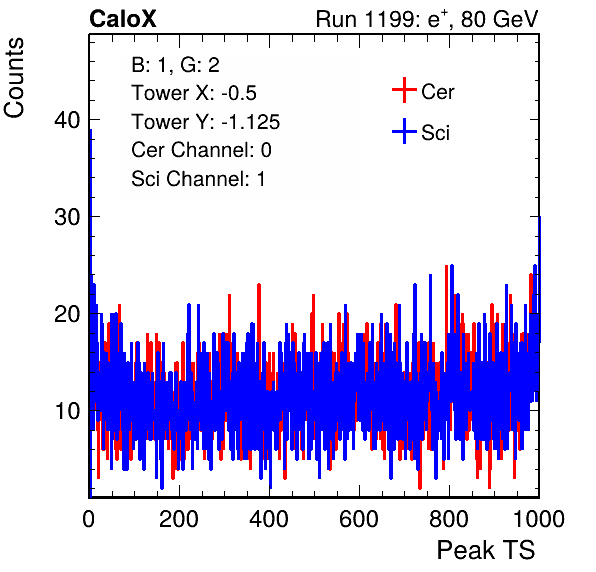 CaloX
Run 1199: e+, 80 GeV
Counts
B: 1, G: 2
Tower X: -0.5
Tower Y: -1.125
Cer Channel: 0
Sci Channel: 1
Cer
Sci
40
30
20
10
0 200 400 600 800 1000
Peak TS